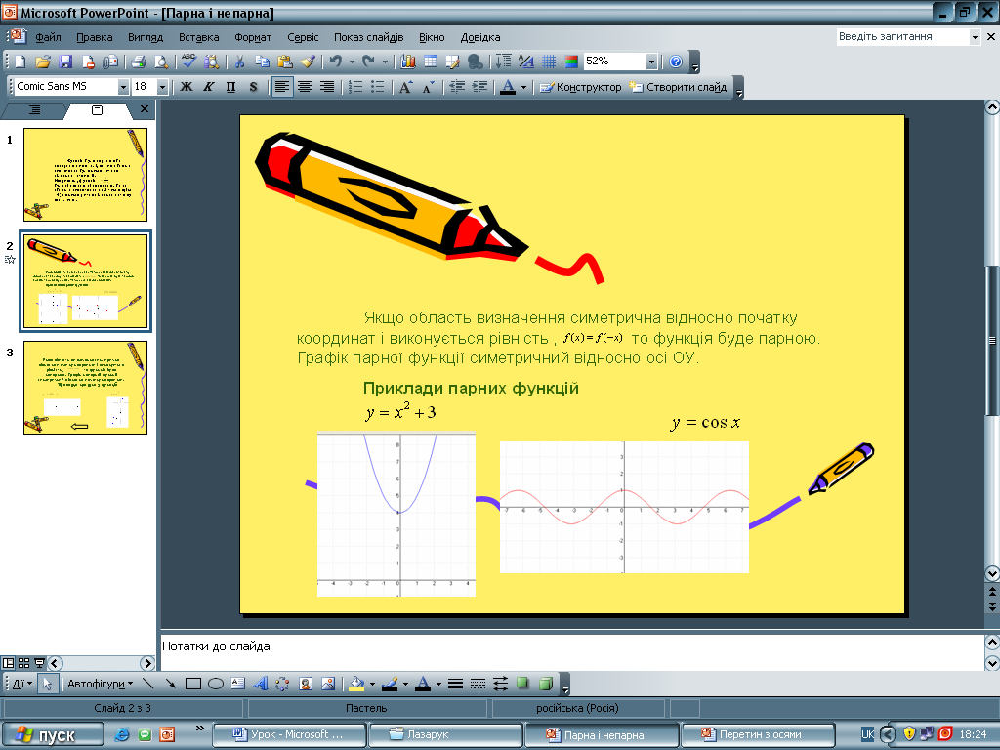 Microsoft PowerPoint - [Парна і непарна]
Файл Правка Вигляд Вставка Формат Сервіс Показ слайдів Вікно Довідка
Введіть запитання
52%
Comic Sans MS 18 Ж К П S Конструктор Створити слайд
1
2
3
Якщо область визначення симетрична відносно початку
координат і виконується рівність , f(x)=f(−x) то функція буде парною.
Графік парної функції симетричний відносно осі ОУ.
Приклади парних функцій
y = x² + 3
y = cos x
Нотатки до слайда
Дії Автофігури
Слайд 2 з 3 Пастель російська (Росія)
пуск Урок - Microsoft ... Лазарук Парна і непарна Перетин з осями UK 18:24